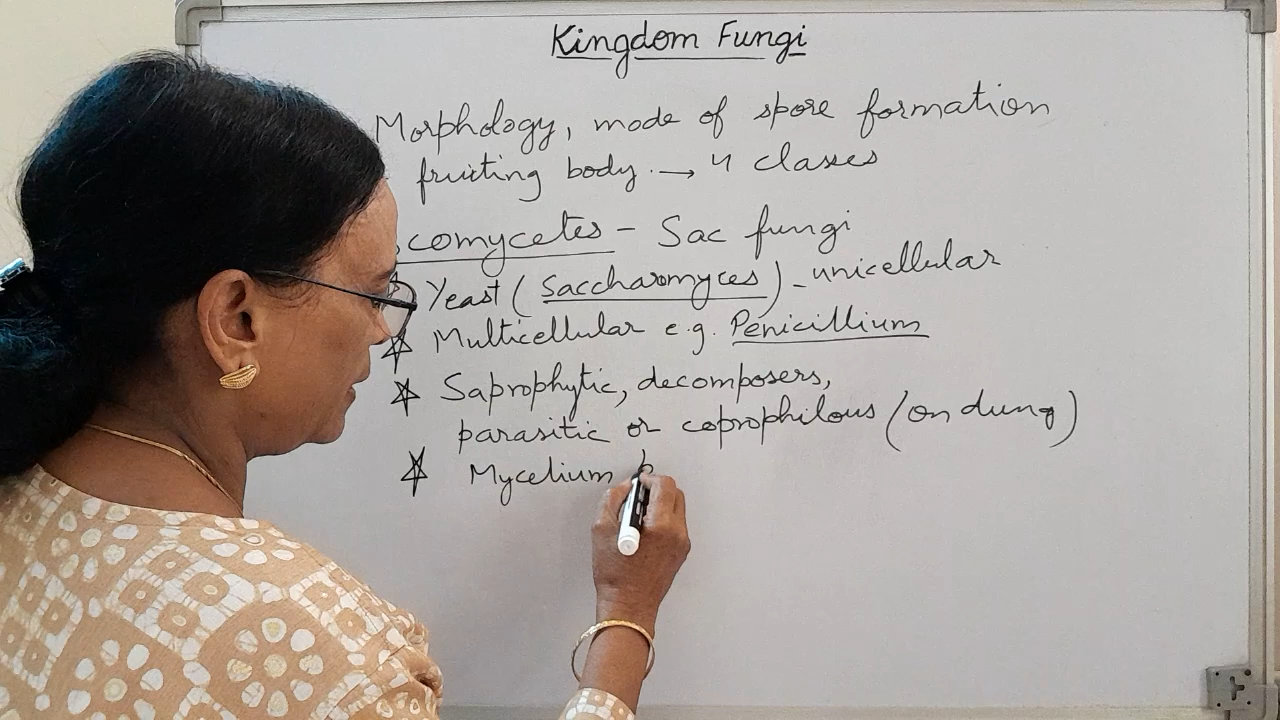 Kingdom Fungi
Morphology, mode of spore formation
fruiting body. → 4 classes
scomycetes - Sac fungi
Yeast (Saccharomyces) - unicellular
Multicellular e.g. Penicillium
Saprophytic, decomposers,
parasitic or coprophilous (on dung)
Mycelium b